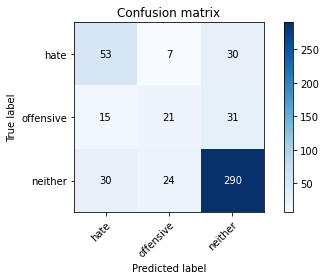 Confusion matrix
True label
hate
offensive
neither
53 7 30
15 21 31
30 24 290
hate
offensive
neither
Predicted label
250
200
150
100
50